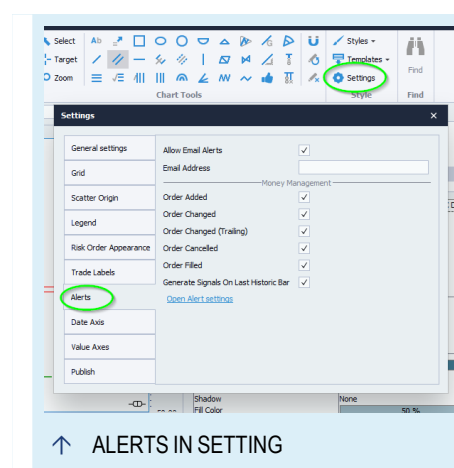 Select Ab Styles
Target Templates
Zoom Settings Find
Chart Tools Style Find
Settings ×
General settings
Grid
Scatter Origin
Legend
Risk Order Appearance
Trade Labels
Alerts
Date Axis
Value Axes
Publish
Allow Email Alerts
Email Address
Money Management
Order Added
Order Changed
Order Changed (Trailing)
Order Cancelled
Order Filled
Generate Signals On Last Historic Bar
Open Alert settings
Shadow None
Fill Color 50 %
↑ ALERTS IN SETTING